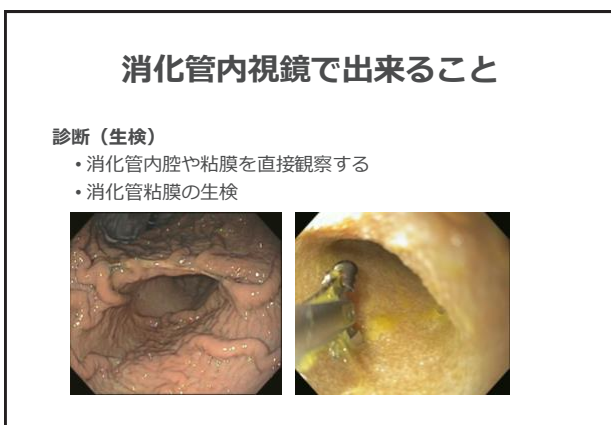 消化管内視鏡で出来ること
診断（生検）
・消化管内腔や粘膜を直接観察する
・消化管粘膜の生検